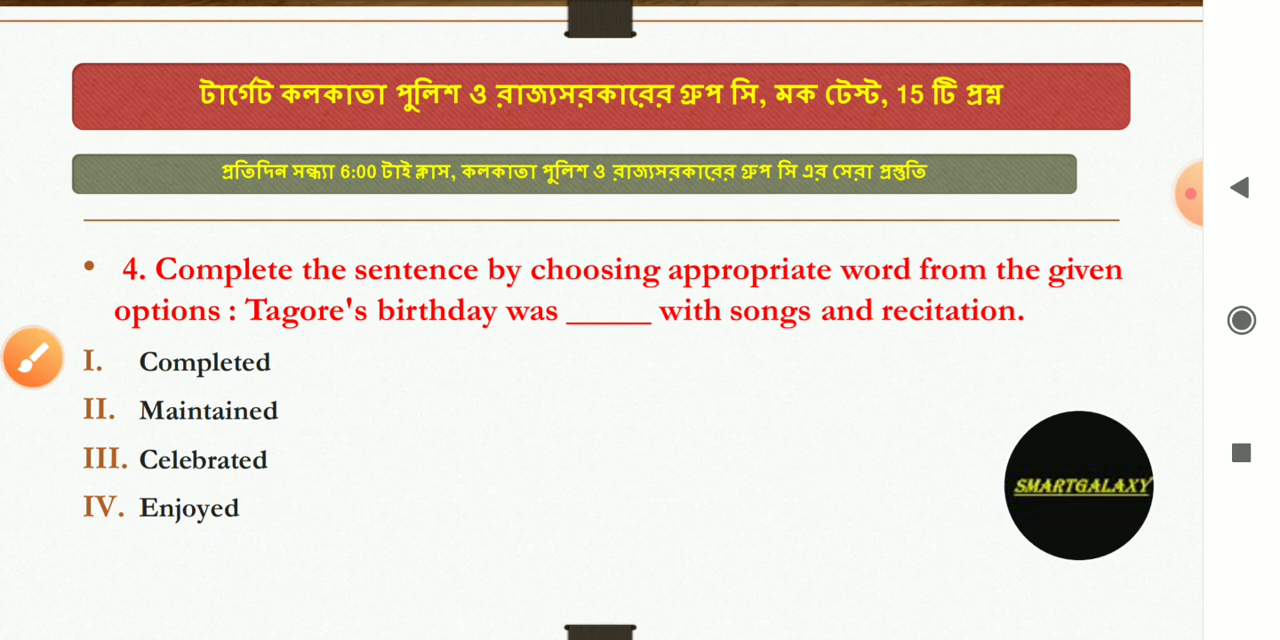 টার্গেট কলকাতা পুলিশ ও রাজ্যসরকারের গ্রুপ সি, মক টেস্ট, 15 টি প্রশ্ন
প্রতিদিন সন্ধ্যা 6:00 টাই ক্লাস, কলকাতা পুলিশ ও রাজ্যসরকারের গ্রুপ সি এর সেরা প্রস্তুতি
• 4. Complete the sentence by choosing appropriate word from the given
options : Tagore's birthday was ______ with songs and recitation.
I. Completed
II. Maintained
III. Celebrated
IV. Enjoyed
SMARTGALAXY